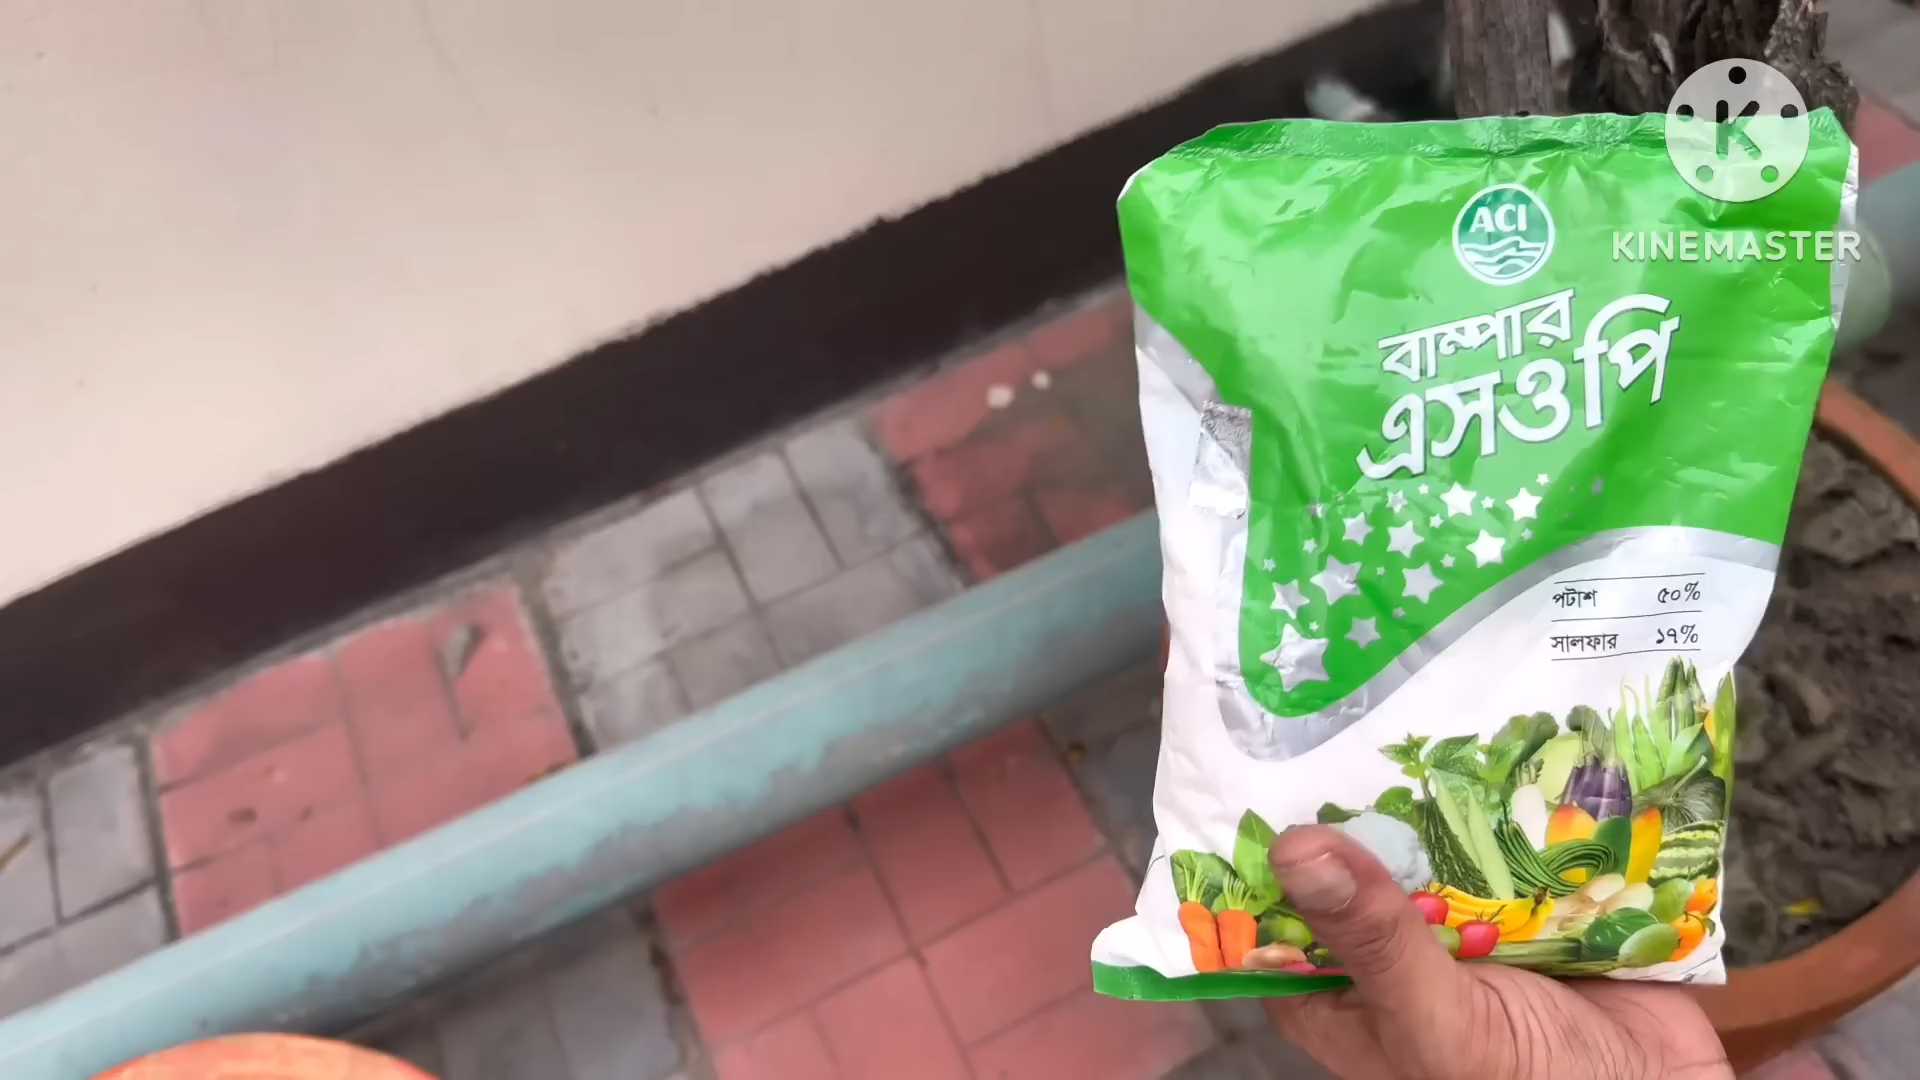 K
KINEMASTER
ACI
বাম্পার
এসওপি
পটাশ ৫০%
সালফার ১৭%